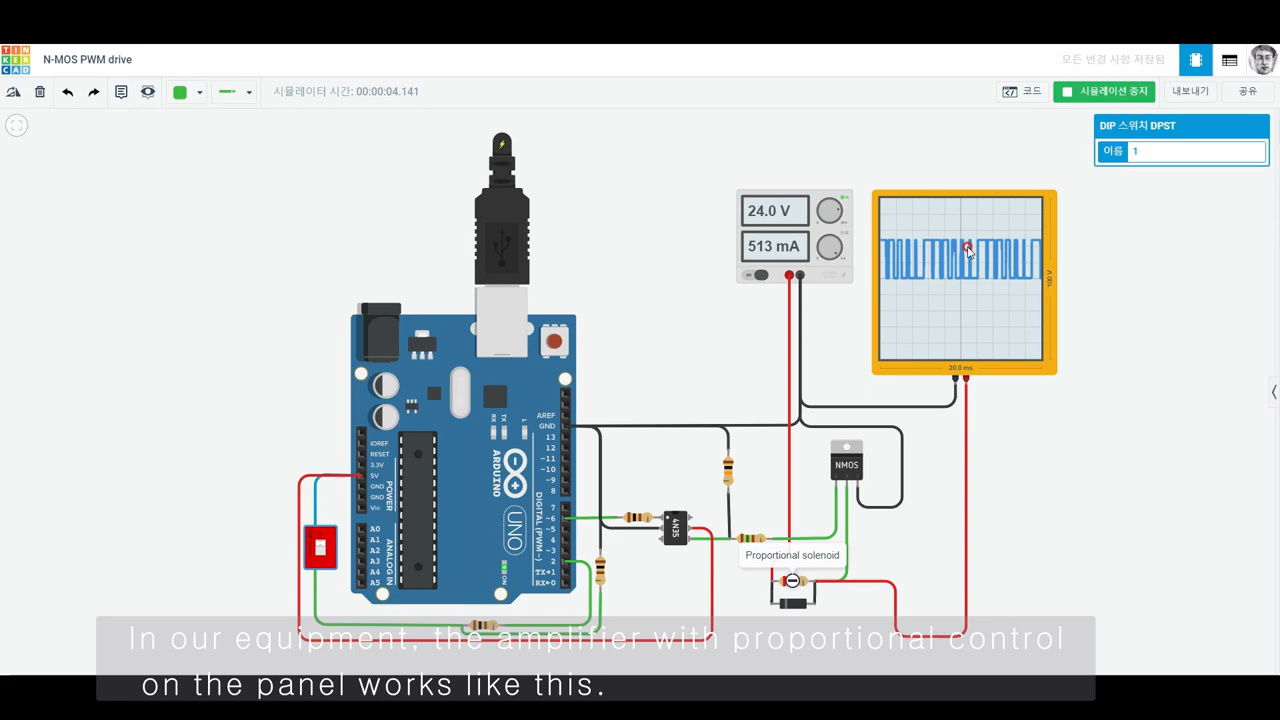 TIN
KER
CAD
N-MOS PWM drive
모든 변경 사항 저장됨
시뮬레이터 시간: 00:00:04.141
코드
시뮬레이션 중지
내보내기
공유
DIP 스위치 DPST
이름 1
24.0 V
513 mA
100 V
20.0 ms
AREF
GND
13
12
~11
~10
~9
8
7
~6
~5
4
~3
2
TX→1
RX←0
DIGITAL (PWM~)
RX
TX
L
ARDUINO
UNO
ON
IOREF
RESET
3.3V
5V
GND
GND
Vin
POWER
A0
A1
A2
A3
A4
A5
ANALOG IN
4N35
NMOS
Proportional solenoid
In our equipment, the amplifier with proportional control
on the panel works like this.